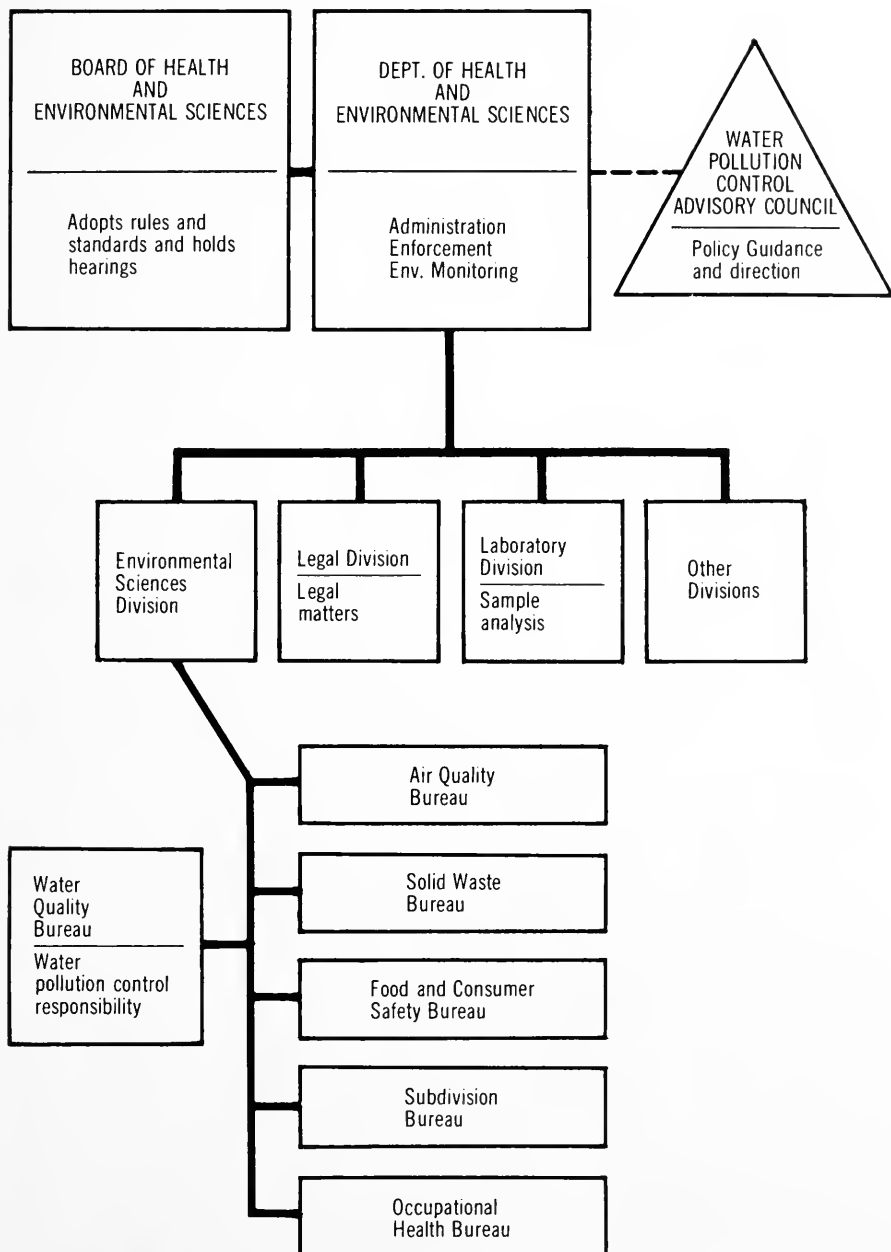 BOARD OF HEALTH
AND
ENVIRONMENTAL SCIENCES
Adopts rules and
standards and holds
hearings
DEPT. OF HEALTH
AND
ENVIRONMENTAL SCIENCES
Administration
Enforcement
Env. Monitoring
WATER
POLLUTION
CONTROL
ADVISORY COUNCIL
Policy Guidance
and direction
Environmental
Sciences
Division
Legal Division
Legal
matters
Laboratory
Division
Sample
analysis
Other
Divisions
Air Quality
Bureau
Water
Quality
Bureau
Water
pollution control
responsibility
Solid Waste
Bureau
Food and Consumer
Safety Bureau
Subdivision
Bureau
Occupational
Health Bureau